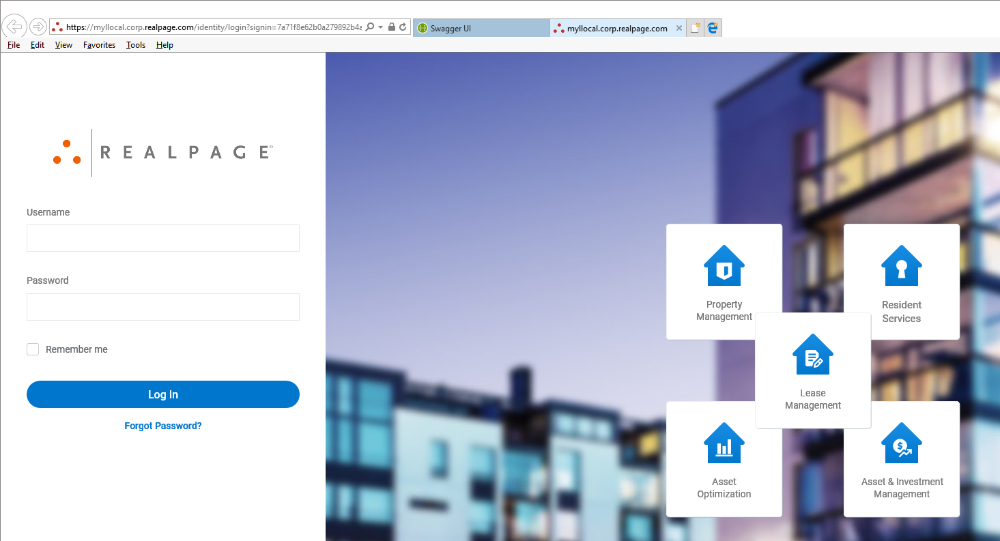 https://myllocal.corp.realpage.com/identity/login?signin=7a71f8e62b0a279892b4a
Swagger UI
myllocal.corp.realpage.com
File Edit View Favorites Tools Help
REALPAGE
Username
Password
Remember me
Log In
Forgot Password?
Property
Management
Resident
Services
Lease
Management
Asset
Optimization
Asset & Investment
Management